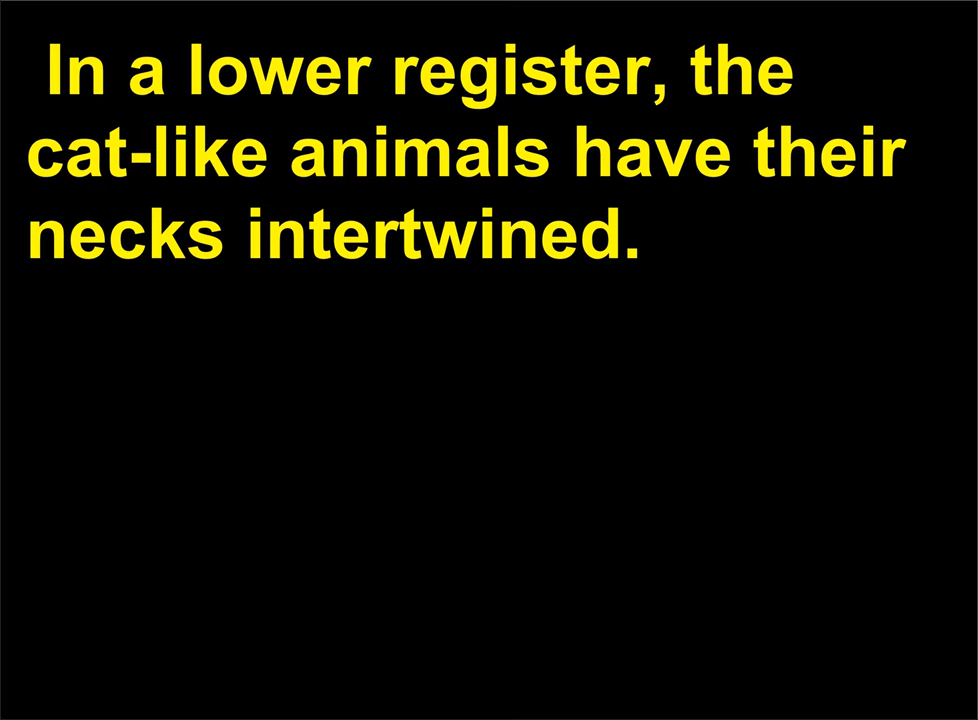 In a lower register, the
cat-like animals have their
necks intertwined.